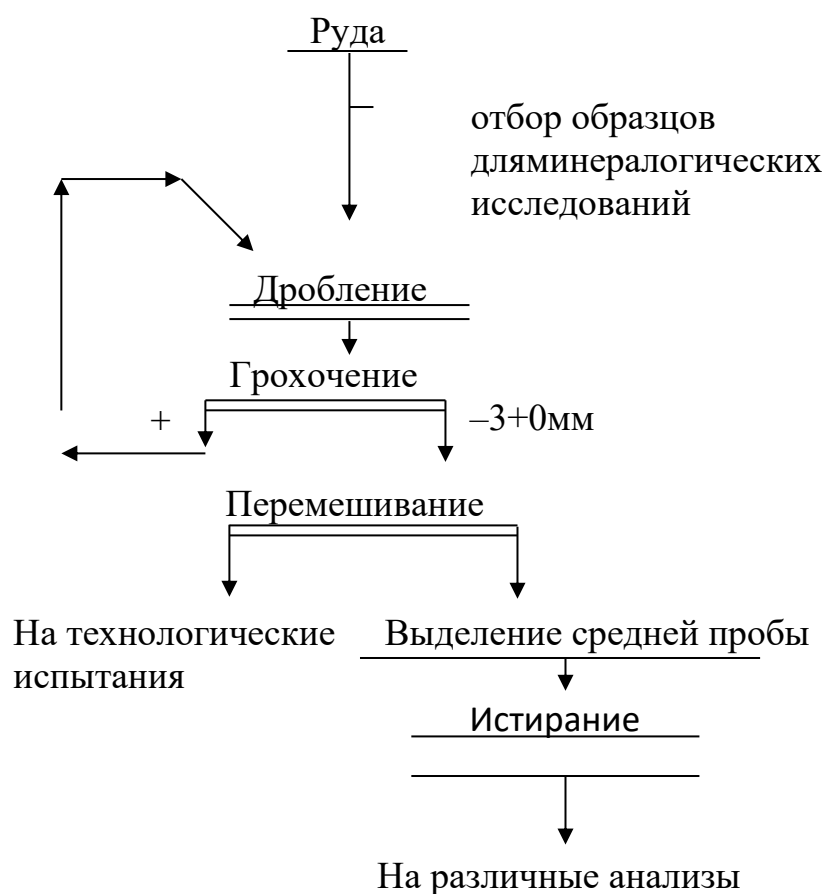 Руда
отбор образцов
дляминералогических
исследований
Дробление
Грохочение
+
–3+0мм
Перемешивание
На технологические
испытания
Выделение средней пробы
Истирание
На различные анализы